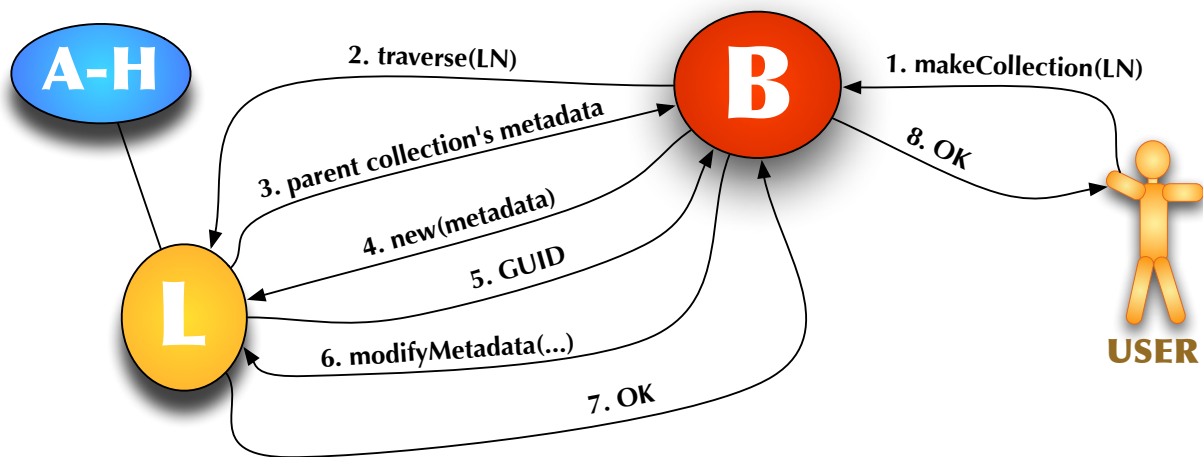 A-H
B
L
1. makeCollection(LN)
2. traverse(LN)
3. parent collection's metadata
4. new(metadata)
5. GUID
6. modifyMetadata(...)
7. OK
8. OK
USER